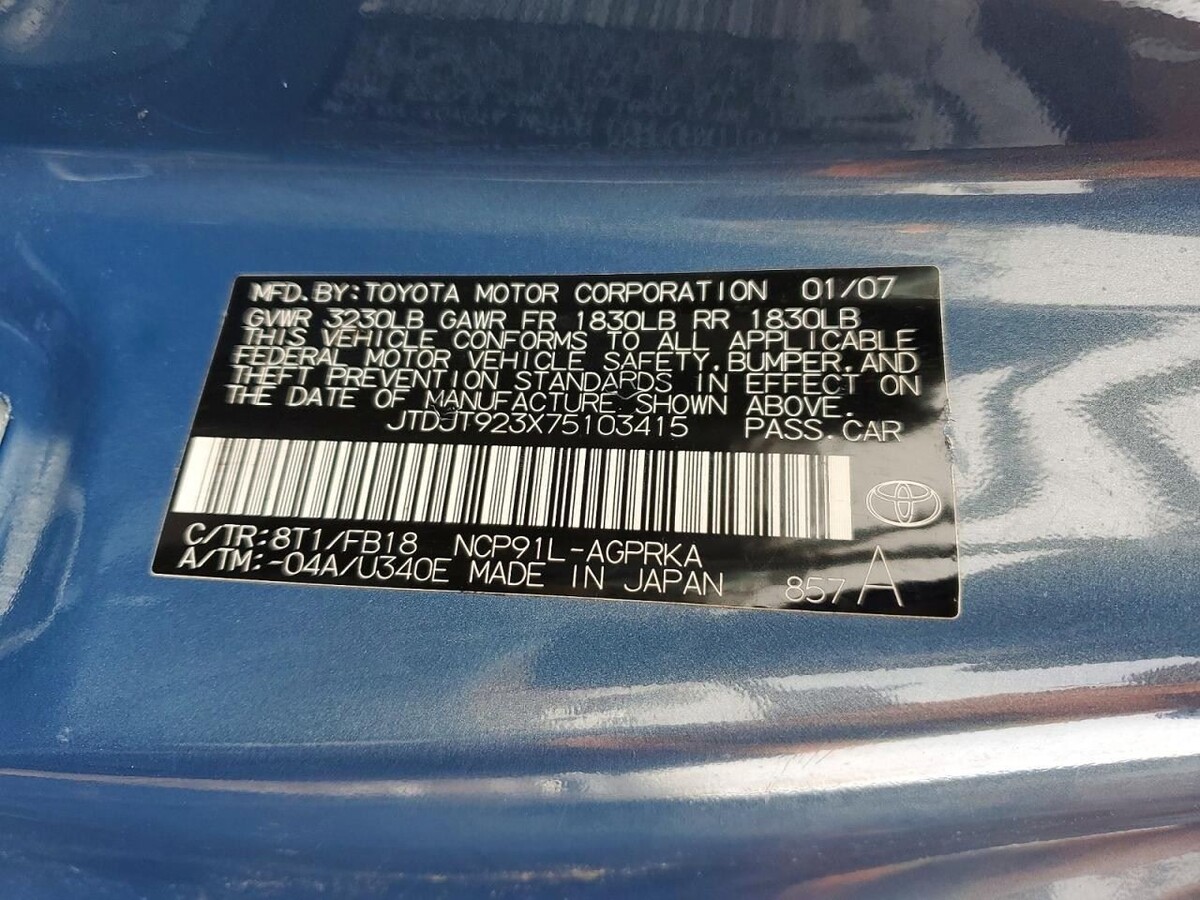 MFD.BY:TOYOTA MOTOR CORPORATION 01/07
GVWR 3230LB GAWR FR 1830LB RR 1830LB
THIS VEHICLE CONFORMS TO ALL APPLICABLE
FEDERAL MOTOR VEHICLE SAFETY,BUMPER,AND
THEFT PREVENTION STANDARDS IN EFFECT ON
THE DATE OF MANUFACTURE SHOWN ABOVE.
JTDJT923X75103415 PASS.CAR
C/TR:8T1/FB18 NCP91L-AGPRKA
A/TM:-04A/U340E MADE IN JAPAN 857 A